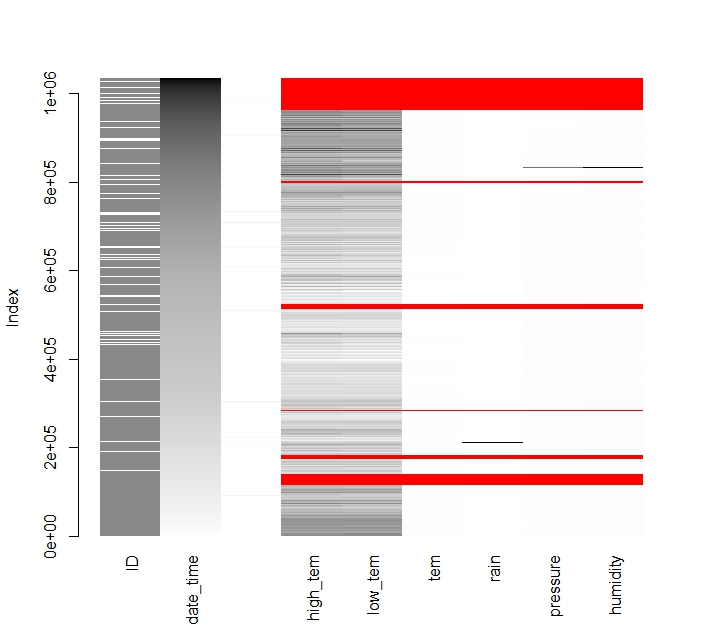 1e+06
8e+05
6e+05
4e+05
2e+05
0e+00
Index
ID
date_time
high_tem
low_tem
tem
rain
pressure
humidity